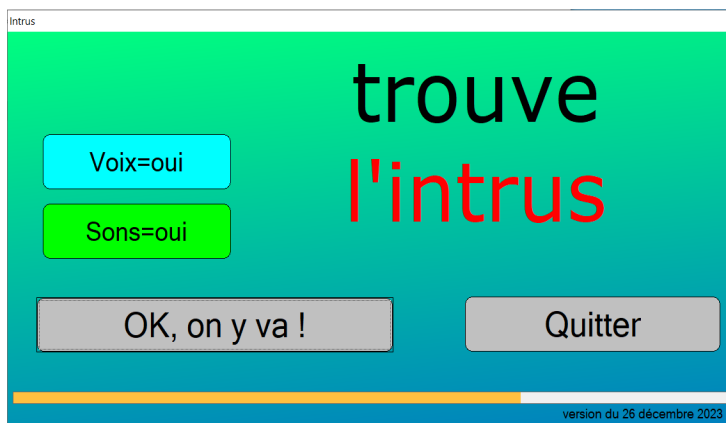 Intrus
trouve
l'intrus
Voix=oui
Sons=oui
OK, on y va !
Quitter
version du 26 décembre 2023